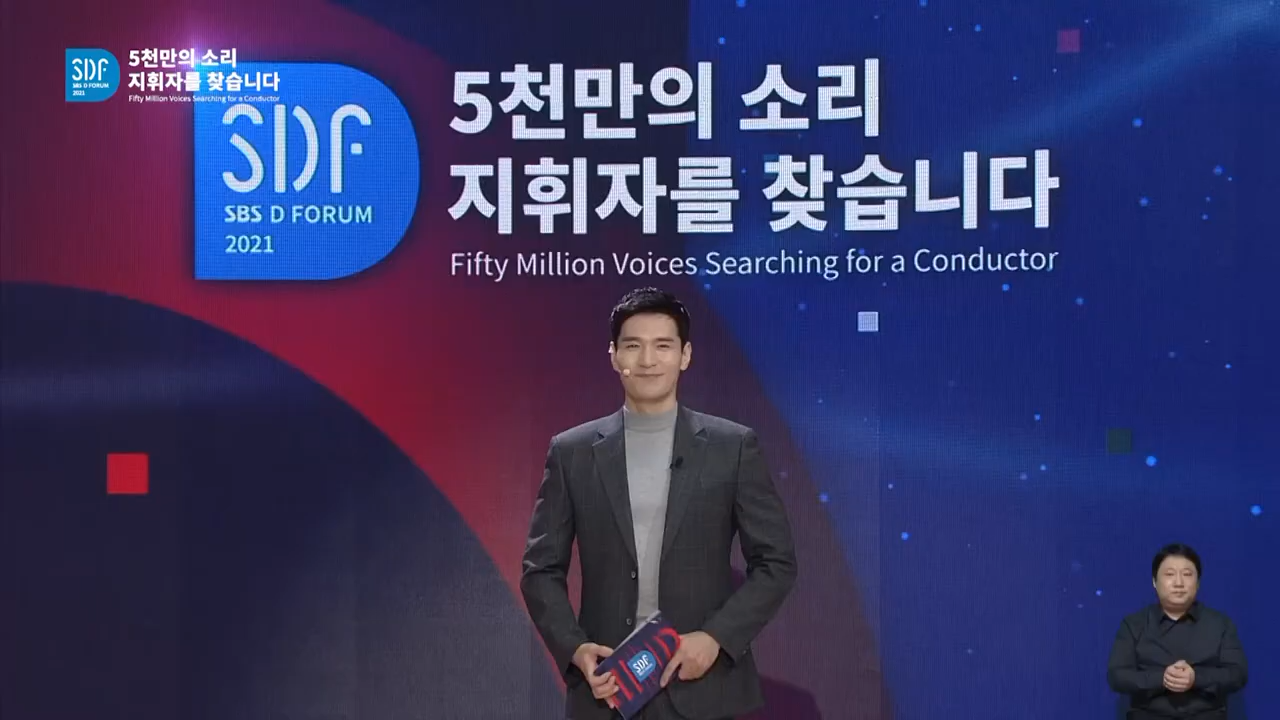 SDF
SBS D FORUM
2021
5천만의 소리
지휘자를 찾습니다
Fifty Million Voices Searching for a Conductor
SDF
SBS D FORUM
2021
5천만의 소리
지휘자를 찾습니다
Fifty Million Voices Searching for a Conductor
SDF